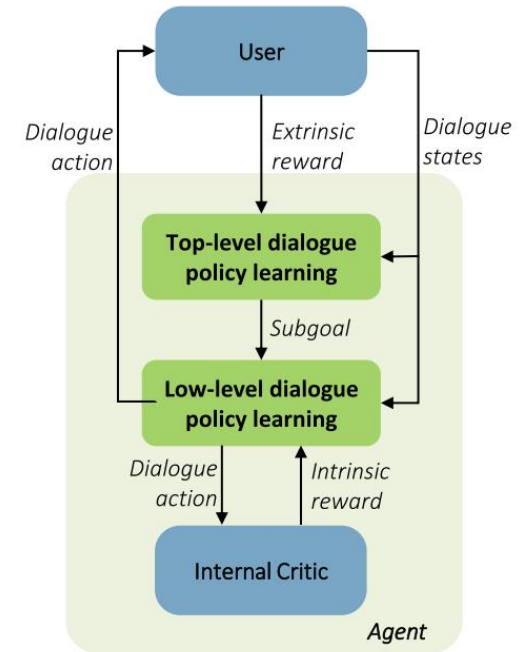 User
Dialogue
action
Extrinsic
reward
Dialogue
states
Top-level dialogue
policy learning
Subgoal
Low-level dialogue
policy learning
Dialogue
action
Intrinsic
reward
Internal Critic
Agent